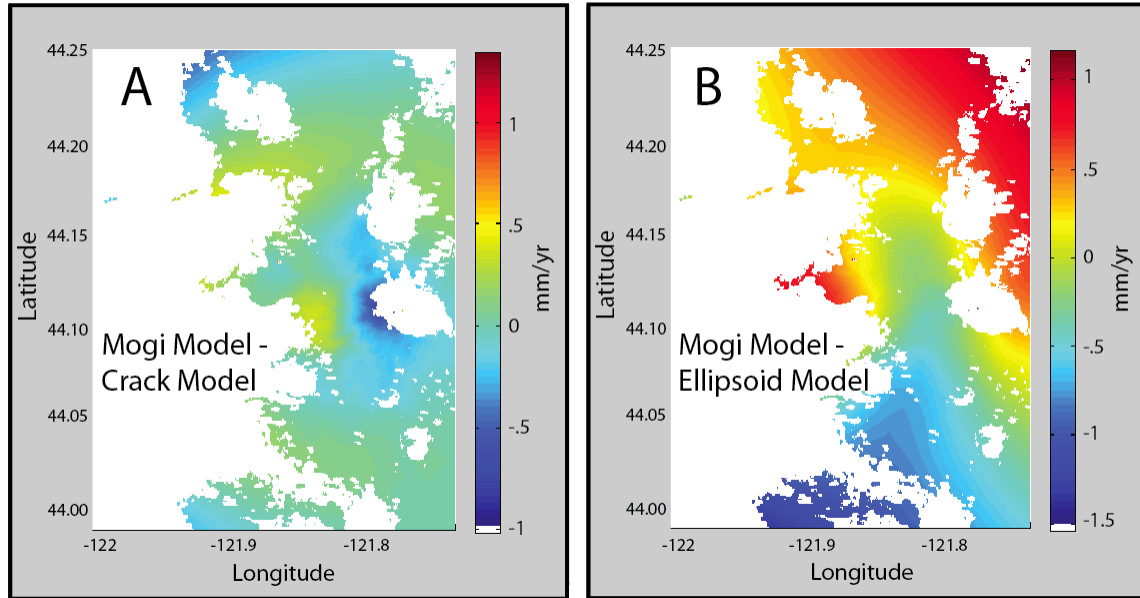 A
44.25
44.20
44.15
44.10
44.05
44.00
Latitude
Mogi Model -
Crack Model
-122
-121.9
-121.8
Longitude
1
.5
0
-.5
-1
mm/yr
B
44.25
44.20
44.15
44.10
44.05
44.00
Latitude
Mogi Model -
Ellipsoid Model
-122
-121.9
-121.8
Longitude
1
.5
0
-.5
-1
-1.5
mm/yr